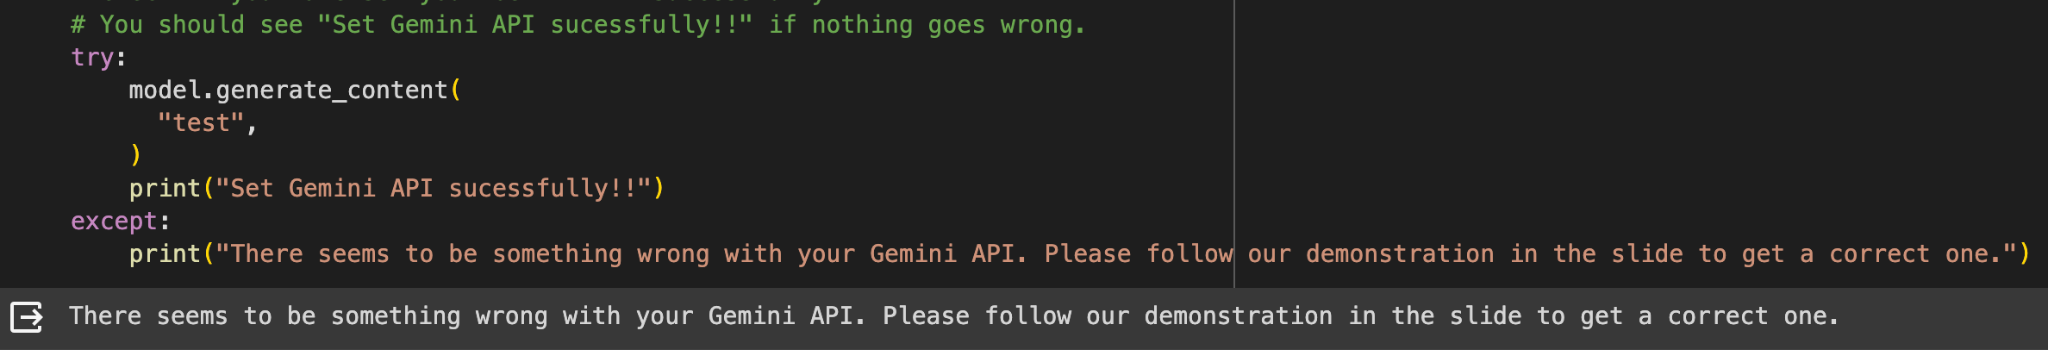 # You should see "Set Gemini API sucessfully!!" if nothing goes wrong.
try:
    model.generate_content(
      "test",
    )
    print("Set Gemini API sucessfully!!")
except:
    print("There seems to be something wrong with your Gemini API. Please follow our demonstration in the slide to get a correct one.")
There seems to be something wrong with your Gemini API. Please follow our demonstration in the slide to get a correct one.